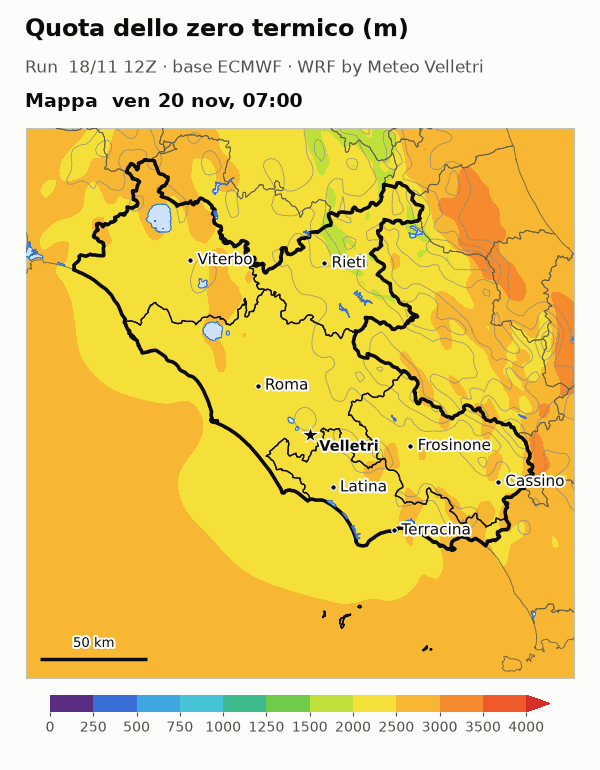 Quota dello zero termico (m)
Run  18/11 12Z · base ECMWF · WRF by Meteo Velletri
Mappa  ven 20 nov, 07:00
Viterbo
Rieti
Roma
Velletri
Frosinone
Cassino
Latina
Terracina
50 km
0 250 500 750 1000 1250 1500 2000 2500 3000 3500 4000